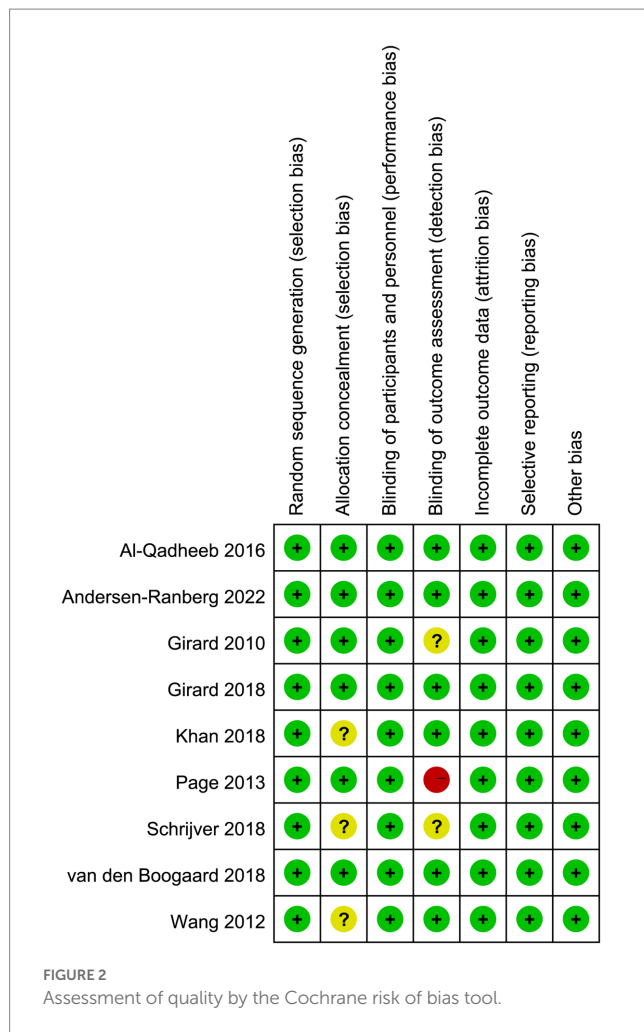 Random sequence generation (selection bias)
Allocation concealment (selection bias)
Blinding of participants and personnel (performance bias)
Blinding of outcome assessment (detection bias)
Incomplete outcome data (attrition bias)
Selective reporting (reporting bias)
Other bias
Al-Qadheeb 2016 + + + + + + +
Andersen-Ranberg 2022 + + + + + + +
Girard 2010 + + + ? + + +
Girard 2018 + + + + + + +
Khan 2018 + ? + + + + +
Page 2013 + + + – + + +
Schrijver 2018 + ? + ? + + +
van den Boogaard 2018 + + + + + + +
Wang 2012 + ? + + + + +
FIGURE 2
Assessment of quality by the Cochrane risk of bias tool.